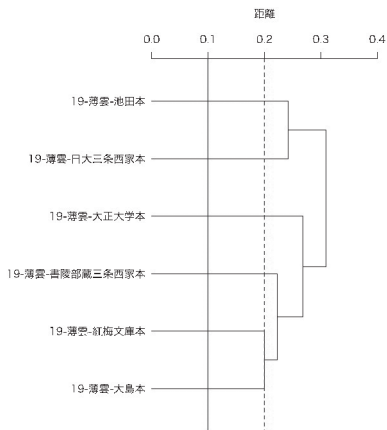 距離
0.0 0.1 0.2 0.3 0.4
19-薄雲-池田本
19-薄雲-日大三条西家本
19-薄雲-大正大学本
19-薄雲-書陵部蔵三条西家本
19-薄雲-紅梅文庫本
19-薄雲-大島本